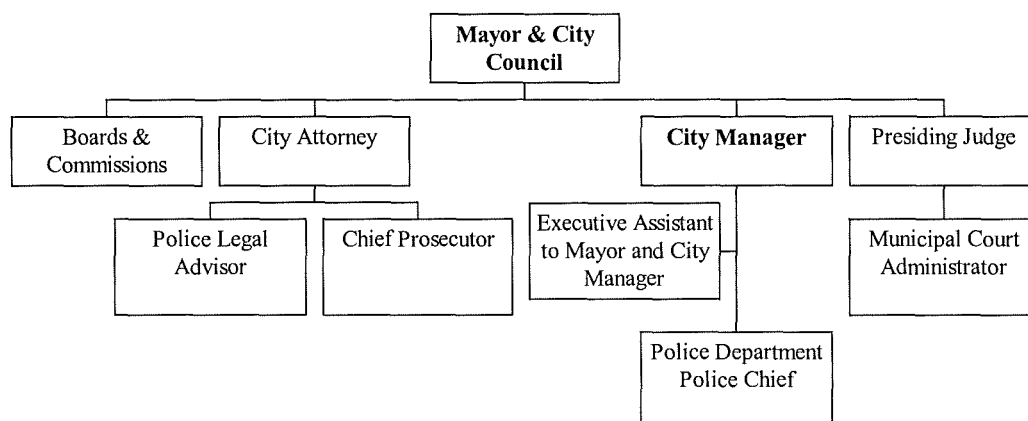 Mayor & City
Council
Boards &
Commissions
City Attorney
City Manager
Presiding Judge
Police Legal
Advisor
Chief Prosecutor
Executive Assistant
to Mayor and City
Manager
Municipal Court
Administrator
Police Department
Police Chief